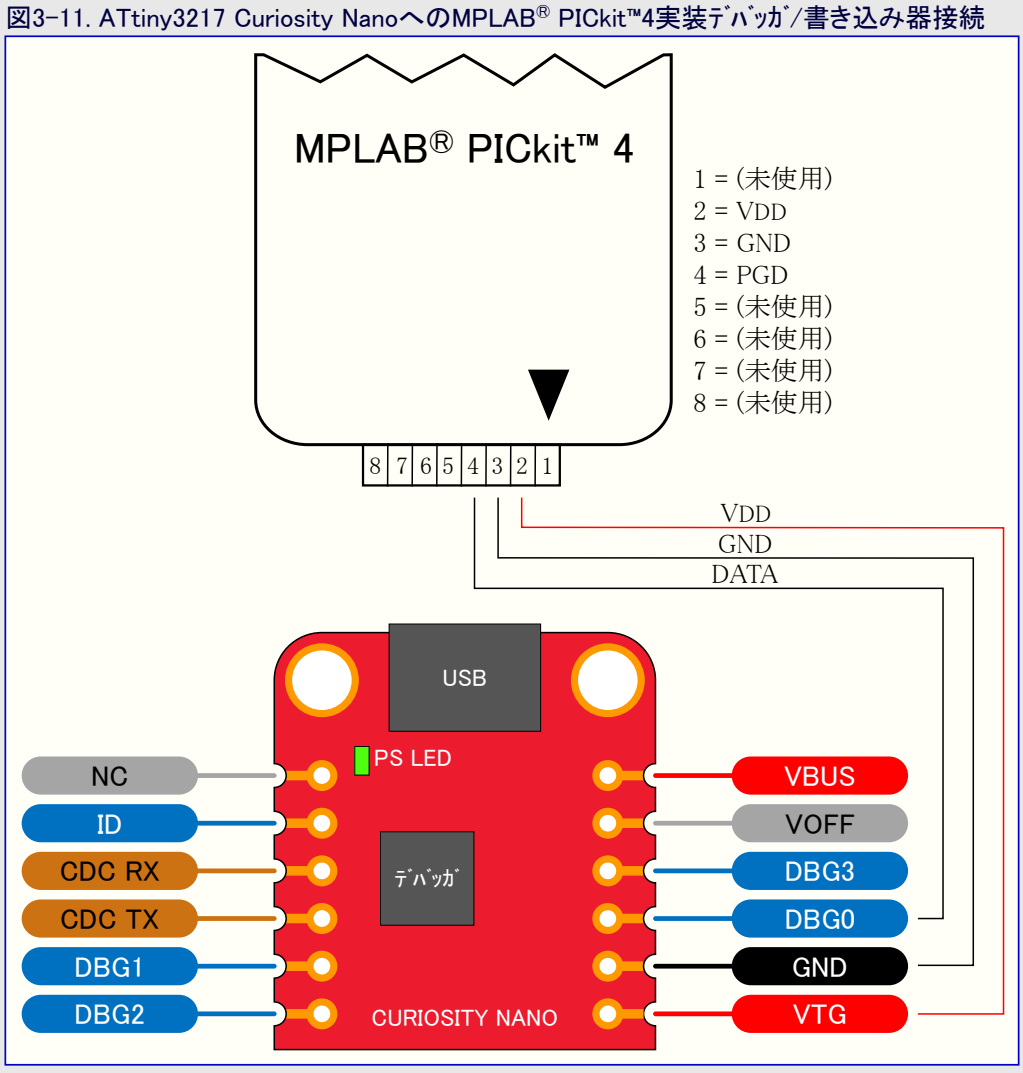 図3-11. ATtiny3217 Curiosity NanoへのMPLAB® PICkit™4実装ﾃﾞﾊﾞｯｶﾞ/書き込み器接続
MPLAB® PICkit™ 4
1 = (未使用)
2 = VDD
3 = GND
4 = PGD
5 = (未使用)
6 = (未使用)
7 = (未使用)
8 = (未使用)
8 7 6 5 4 3 2 1
VDD
GND
DATA
USB
PS LED
NC
ID
CDC RX
CDC TX
DBG1
DBG2
ﾃﾞﾊﾞｯｶﾞ
VBUS
VOFF
DBG3
DBG0
GND
VTG
CURIOSITY NANO